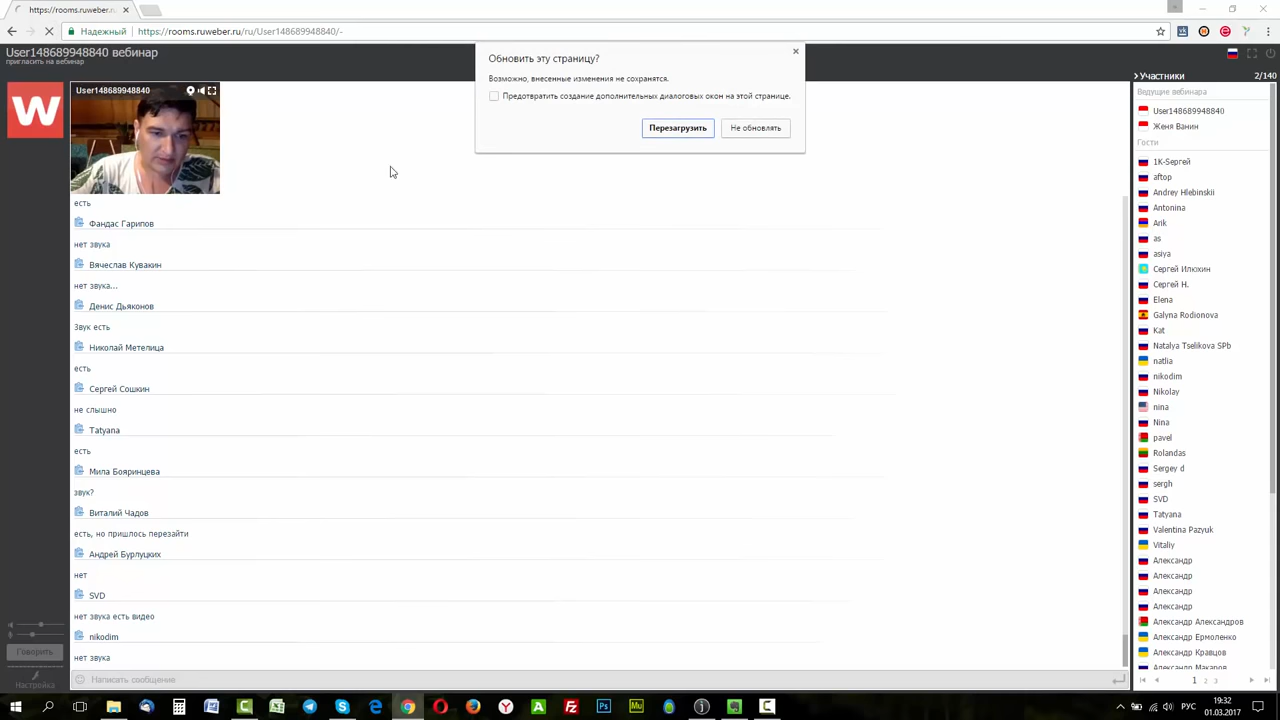 https://rooms.ruweber.ru/
Надежный
https://rooms.ruweber.ru/ru/User148689948840/-
User148689948840 вебинар
пригласить на вебинар
Обновить эту страницу?
Возможно, внесенные изменения не сохранятся.
Предотвратить создание дополнительных диалоговых окон на этой странице.
Перезагрузить
Не обновлять
W
User148689948840
есть
Фандас Гарипов
нет звука
Вячеслав Кувакин
нет звука...
Денис Дьяконов
Звук есть
Николай Метелица
есть
Сергей Сошкин
не слышно
Tatyana
есть
Мила Бояринцева
звук?
Виталий Чадов
есть, но пришлось перезайти
Андрей Бурлуцких
нет
SVD
нет звука есть видео
nikodim
нет звука
Написать сообщение
Говорить
Настройка
Участники
2/140
Ведущие вебинара
User148689948840
Женя Ванин
Гости
1К-Sергей
aftop
Andrey Hlebinskii
Antonina
Arik
as
asiya
Сергей Илюхин
Сергей Н.
Elena
Galyna Rodionova
Kat
Natalya Tselikova SPb
natlia
nikodim
Nikolay
nina
Nina
pavel
Rolandas
Sergey d
sergh
SVD
Tatyana
Valentina Pazyuk
Vitaliy
Александр
Александр
Александр
Александр
Александр Александров
Александр Ермоленко
Александр Кравцов
Александр Макаров
1 2 3
РУС
19:32
01.03.2017